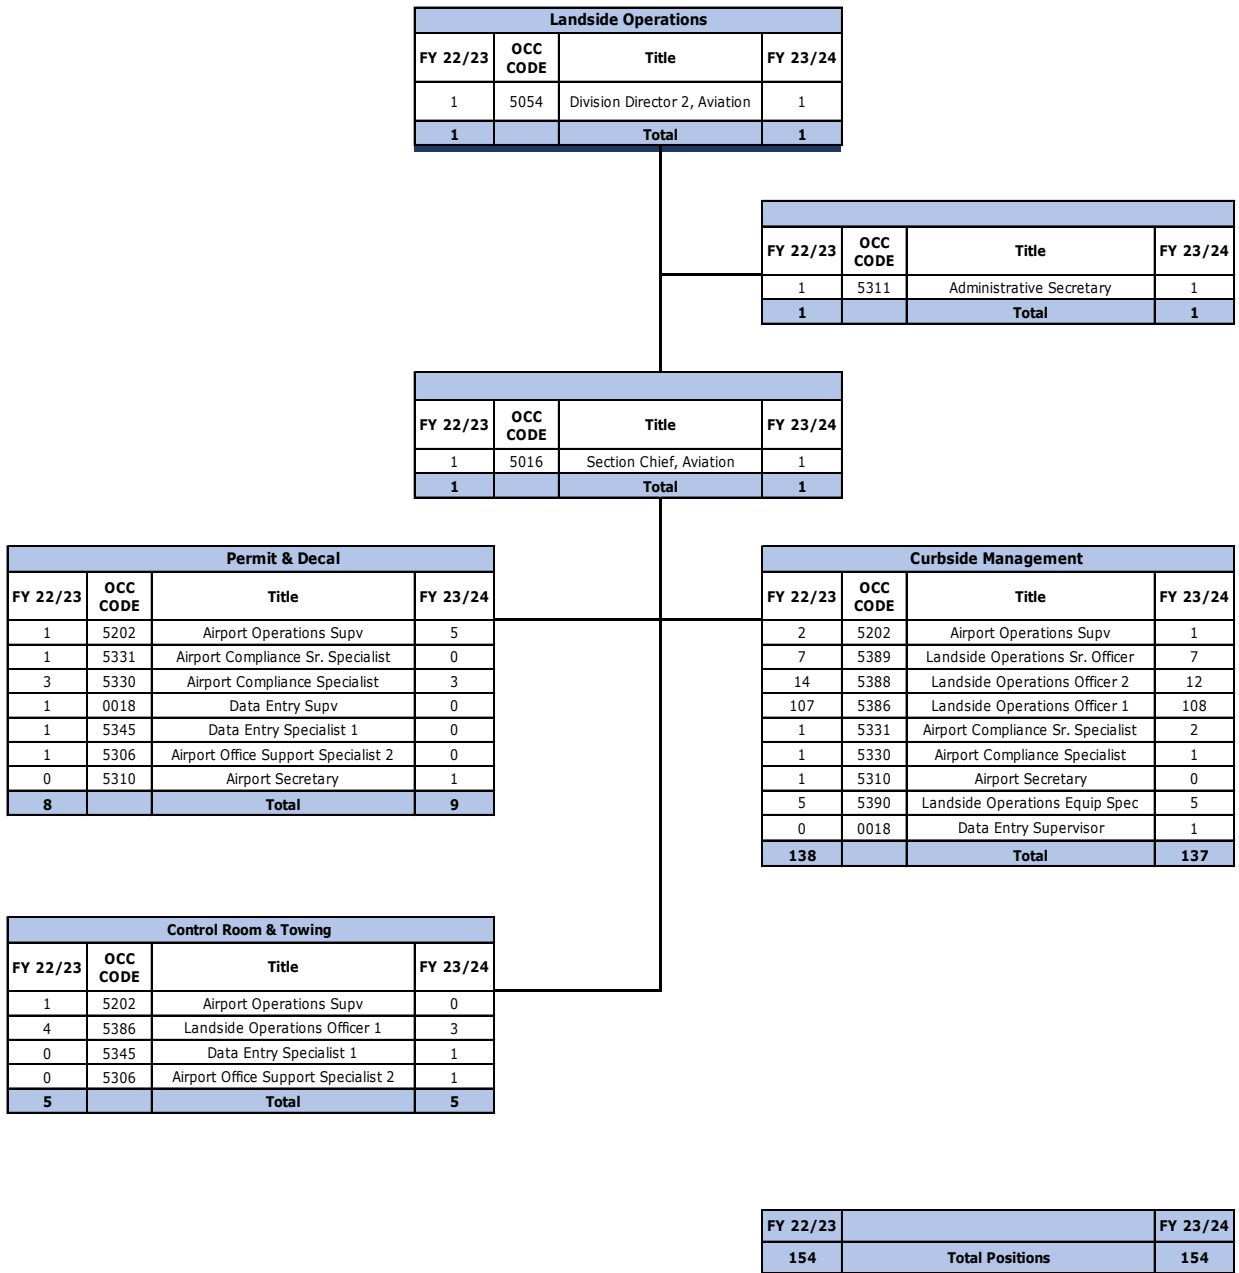 Landside Operations
FY 22/23 OCC CODE Title FY 23/24
1 5054 Division Director 2, Aviation 1
1 Total 1
FY 22/23 OCC CODE Title FY 23/24
1 5311 Administrative Secretary 1
1 Total 1
FY 22/23 OCC CODE Title FY 23/24
1 5016 Section Chief, Aviation 1
1 Total 1
Permit & Decal
FY 22/23 OCC CODE Title FY 23/24
1 5202 Airport Operations Supv 5
1 5331 Airport Compliance Sr. Specialist 0
3 5330 Airport Compliance Specialist 3
1 0018 Data Entry Supv 0
1 5345 Data Entry Specialist 1 0
1 5306 Airport Office Support Specialist 2 0
0 5310 Airport Secretary 1
8 Total 9
Curbside Management
FY 22/23 OCC CODE Title FY 23/24
2 5202 Airport Operations Supv 1
7 5389 Landside Operations Sr. Officer 7
14 5388 Landside Operations Officer 2 12
107 5386 Landside Operations Officer 1 108
1 5331 Airport Compliance Sr. Specialist 2
1 5330 Airport Compliance Specialist 1
1 5310 Airport Secretary 0
5 5390 Landside Operations Equip Spec 5
0 0018 Data Entry Supervisor 1
138 Total 137
Control Room & Towing
FY 22/23 OCC CODE Title FY 23/24
1 5202 Airport Operations Supv 0
4 5386 Landside Operations Officer 1 3
0 5345 Data Entry Specialist 1 1
0 5306 Airport Office Support Specialist 2 1
5 Total 5
FY 22/23 FY 23/24
154 Total Positions 154